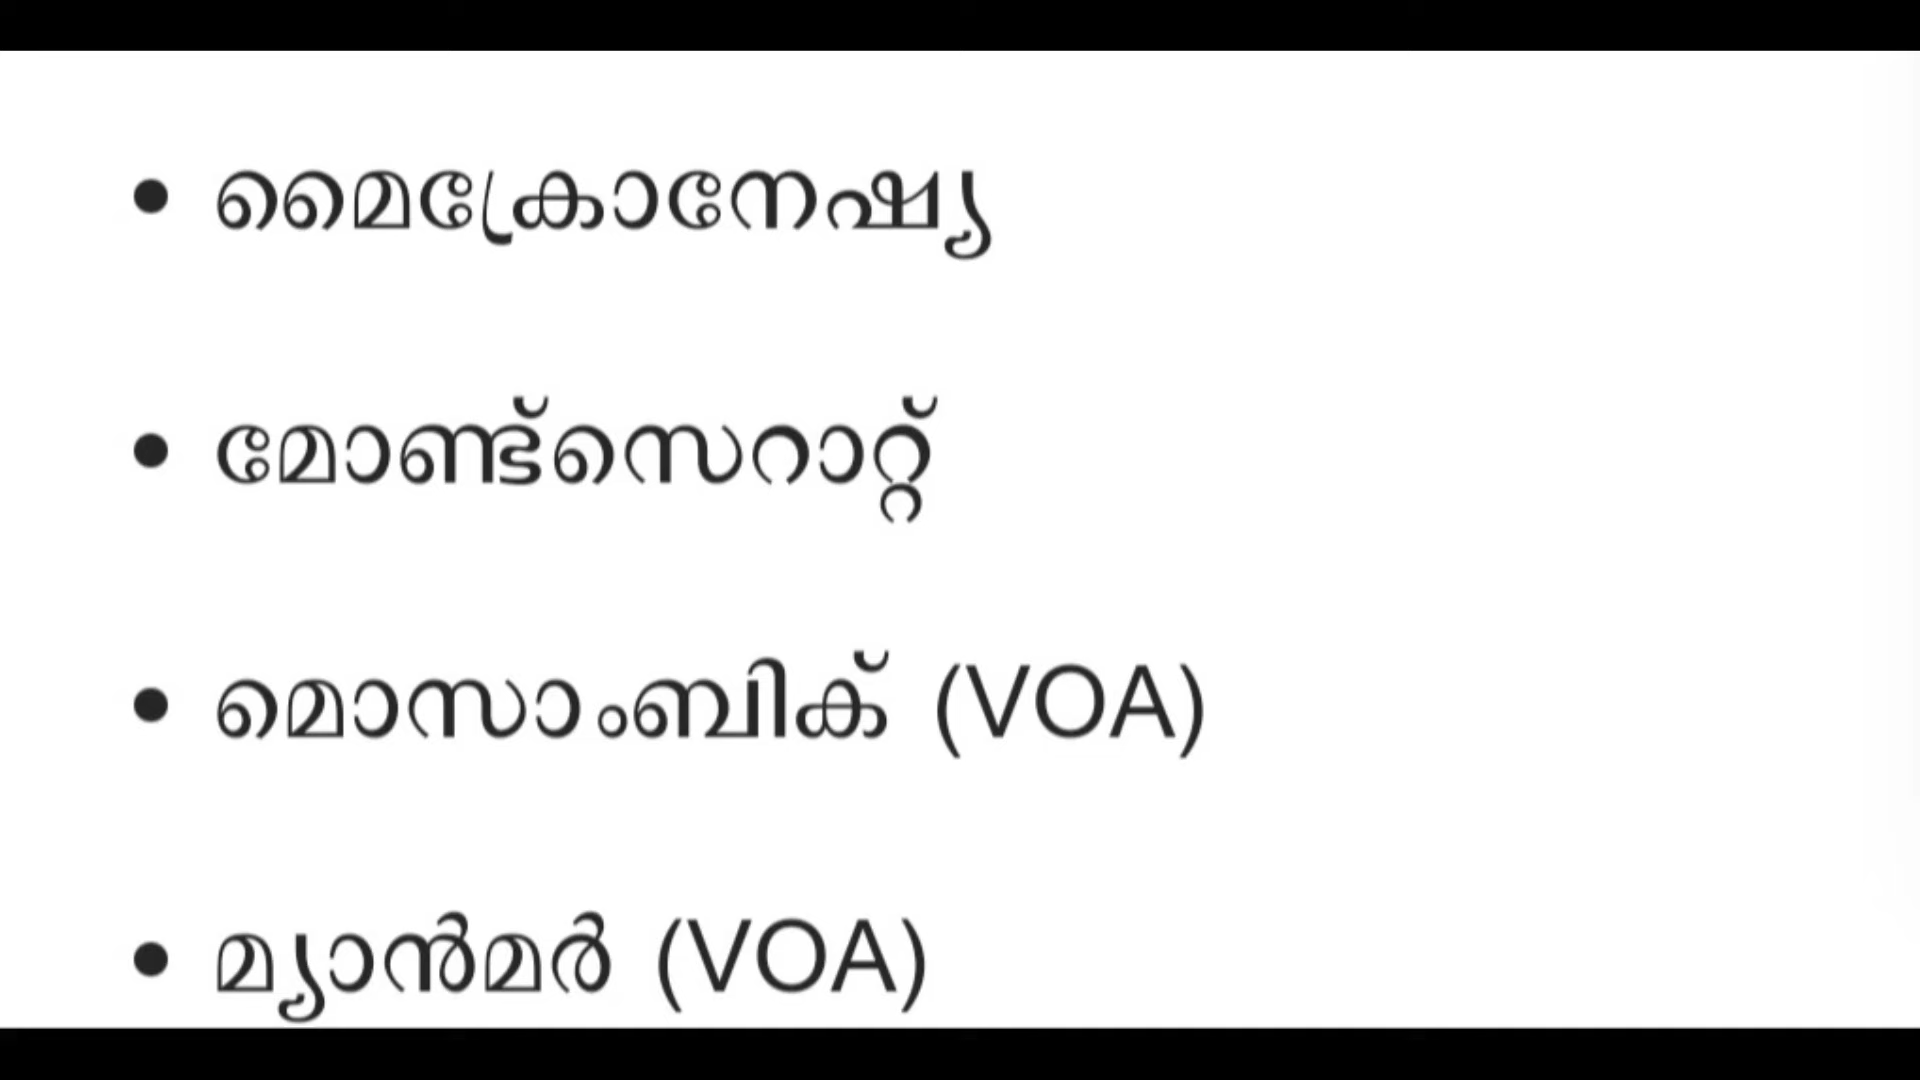 • മൈക്രോനേഷ്യ
• മോണ്ട്സെറാറ്റ്
• മൊസാംബിക് (VOA)
• മ്യാൻമർ (VOA)